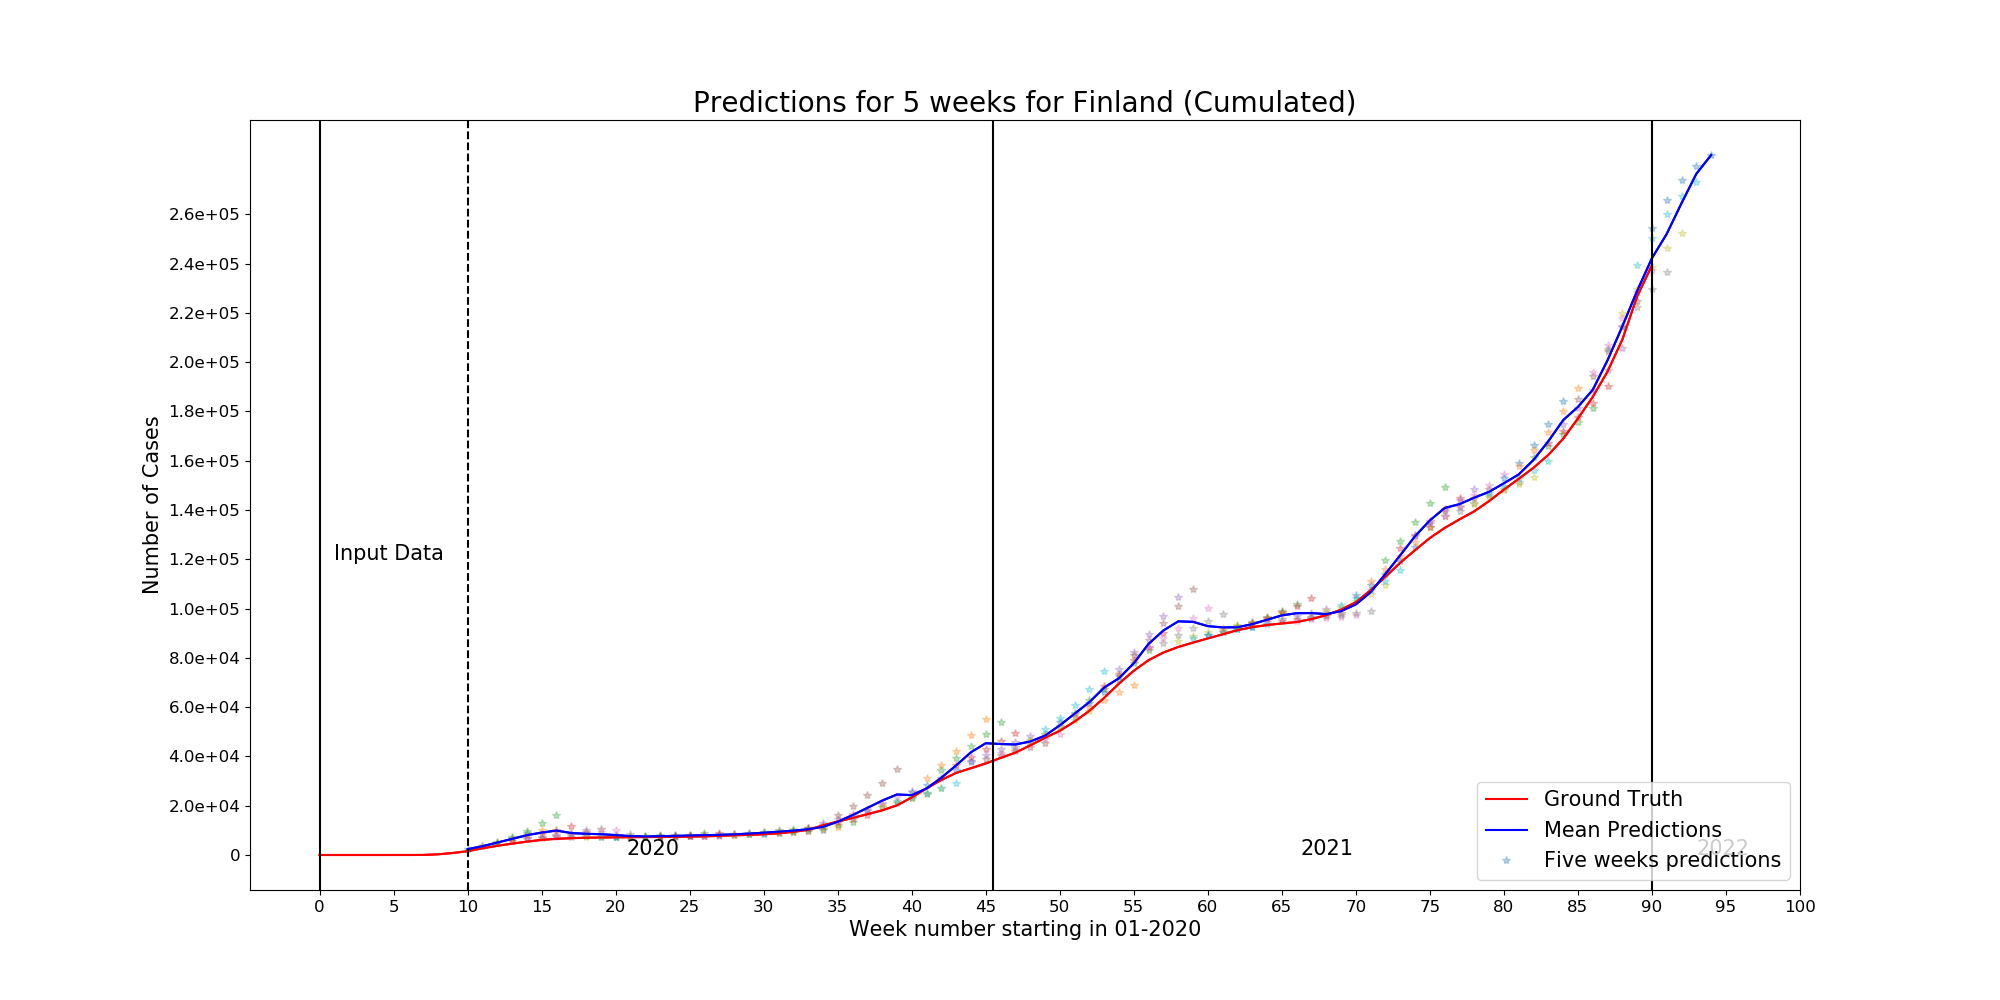 Predictions for 5 weeks for Finland (Cumulated)
Number of Cases
2.6e+05
2.4e+05
2.2e+05
2.0e+05
1.8e+05
1.6e+05
1.4e+05
1.2e+05
1.0e+05
8.0e+04
6.0e+04
4.0e+04
2.0e+04
0
Input Data
2020
2021
2022
Ground Truth
Mean Predictions
Five weeks predictions
0 5 10 15 20 25 30 35 40 45 50 55 60 65 70 75 80 85 90 95 100
Week number starting in 01-2020